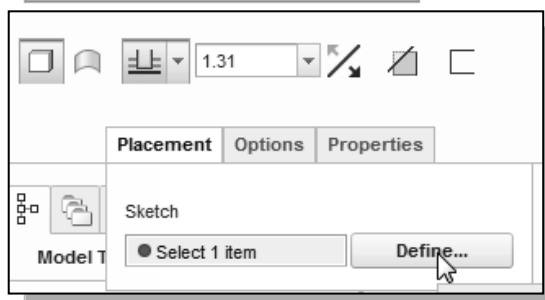 1.31
Placement Options Properties
Sketch
Select 1 item Define...
Model T